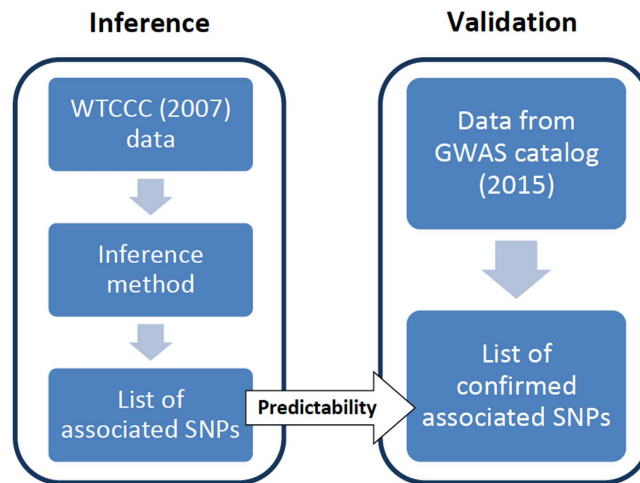 Inference
WTCCC (2007)
data
Inference
method
List of
associated SNPs
Predictability
Validation
Data from
GWAS catalog
(2015)
List of
confirmed
associated SNPs